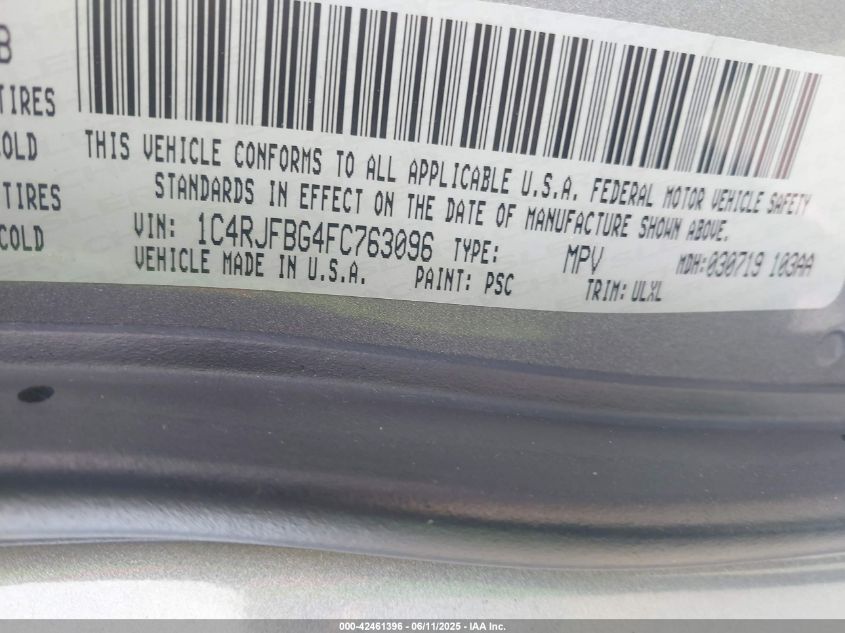 B
TIRES
COLD
TIRES
COLD
THIS VEHICLE CONFORMS TO ALL APPLICABLE U.S.A. FEDERAL MOTOR VEHICLE SAFETY
STANDARDS IN EFFECT ON THE DATE OF MANUFACTURE SHOWN ABOVE.
VIN: 1C4RJFBG4FC763096 TYPE: MPV MDH:030719 103AA
VEHICLE MADE IN U.S.A. PAINT: PSC TRIM: ULXL
000-42461396 - 06/11/2025 - IAA Inc.